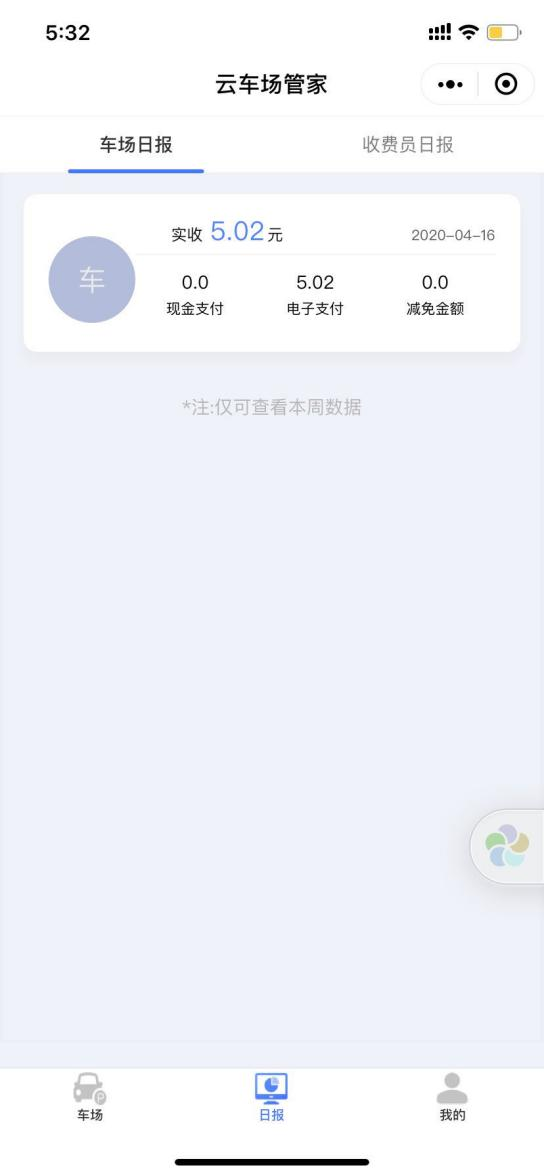 5:32
云车场管家
车场日报 收费员日报
实收 5.02元 2020-04-16
车
0.0 5.02 0.0
现金支付 电子支付 减免金额
*注:仅可查看本周数据
P
车场 日报 我的